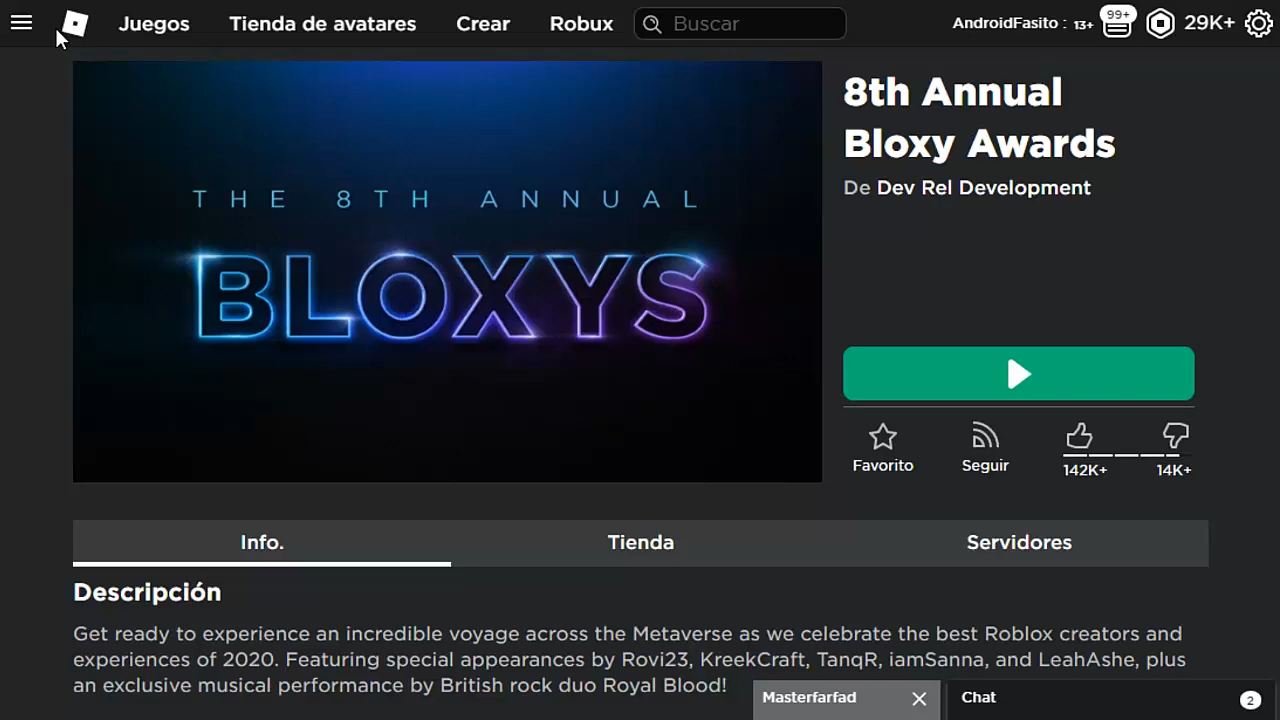 Juegos Tienda de avatares Crear Robux Buscar AndroidFasito : 13+ 99+ 29K+
THE 8TH ANNUAL
BLOXYS
8th Annual
Bloxy Awards
De Dev Rel Development
Favorito Seguir 142K+ 14K+
Info. Tienda Servidores
Descripción
Get ready to experience an incredible voyage across the Metaverse as we celebrate the best Roblox creators and
experiences of 2020. Featuring special appearances by Rovi23, KreekCraft, TanqR, iamSanna, and LeahAshe, plus
an exclusive musical performance by British rock duo Royal Blood!
Masterfarfad Chat 2